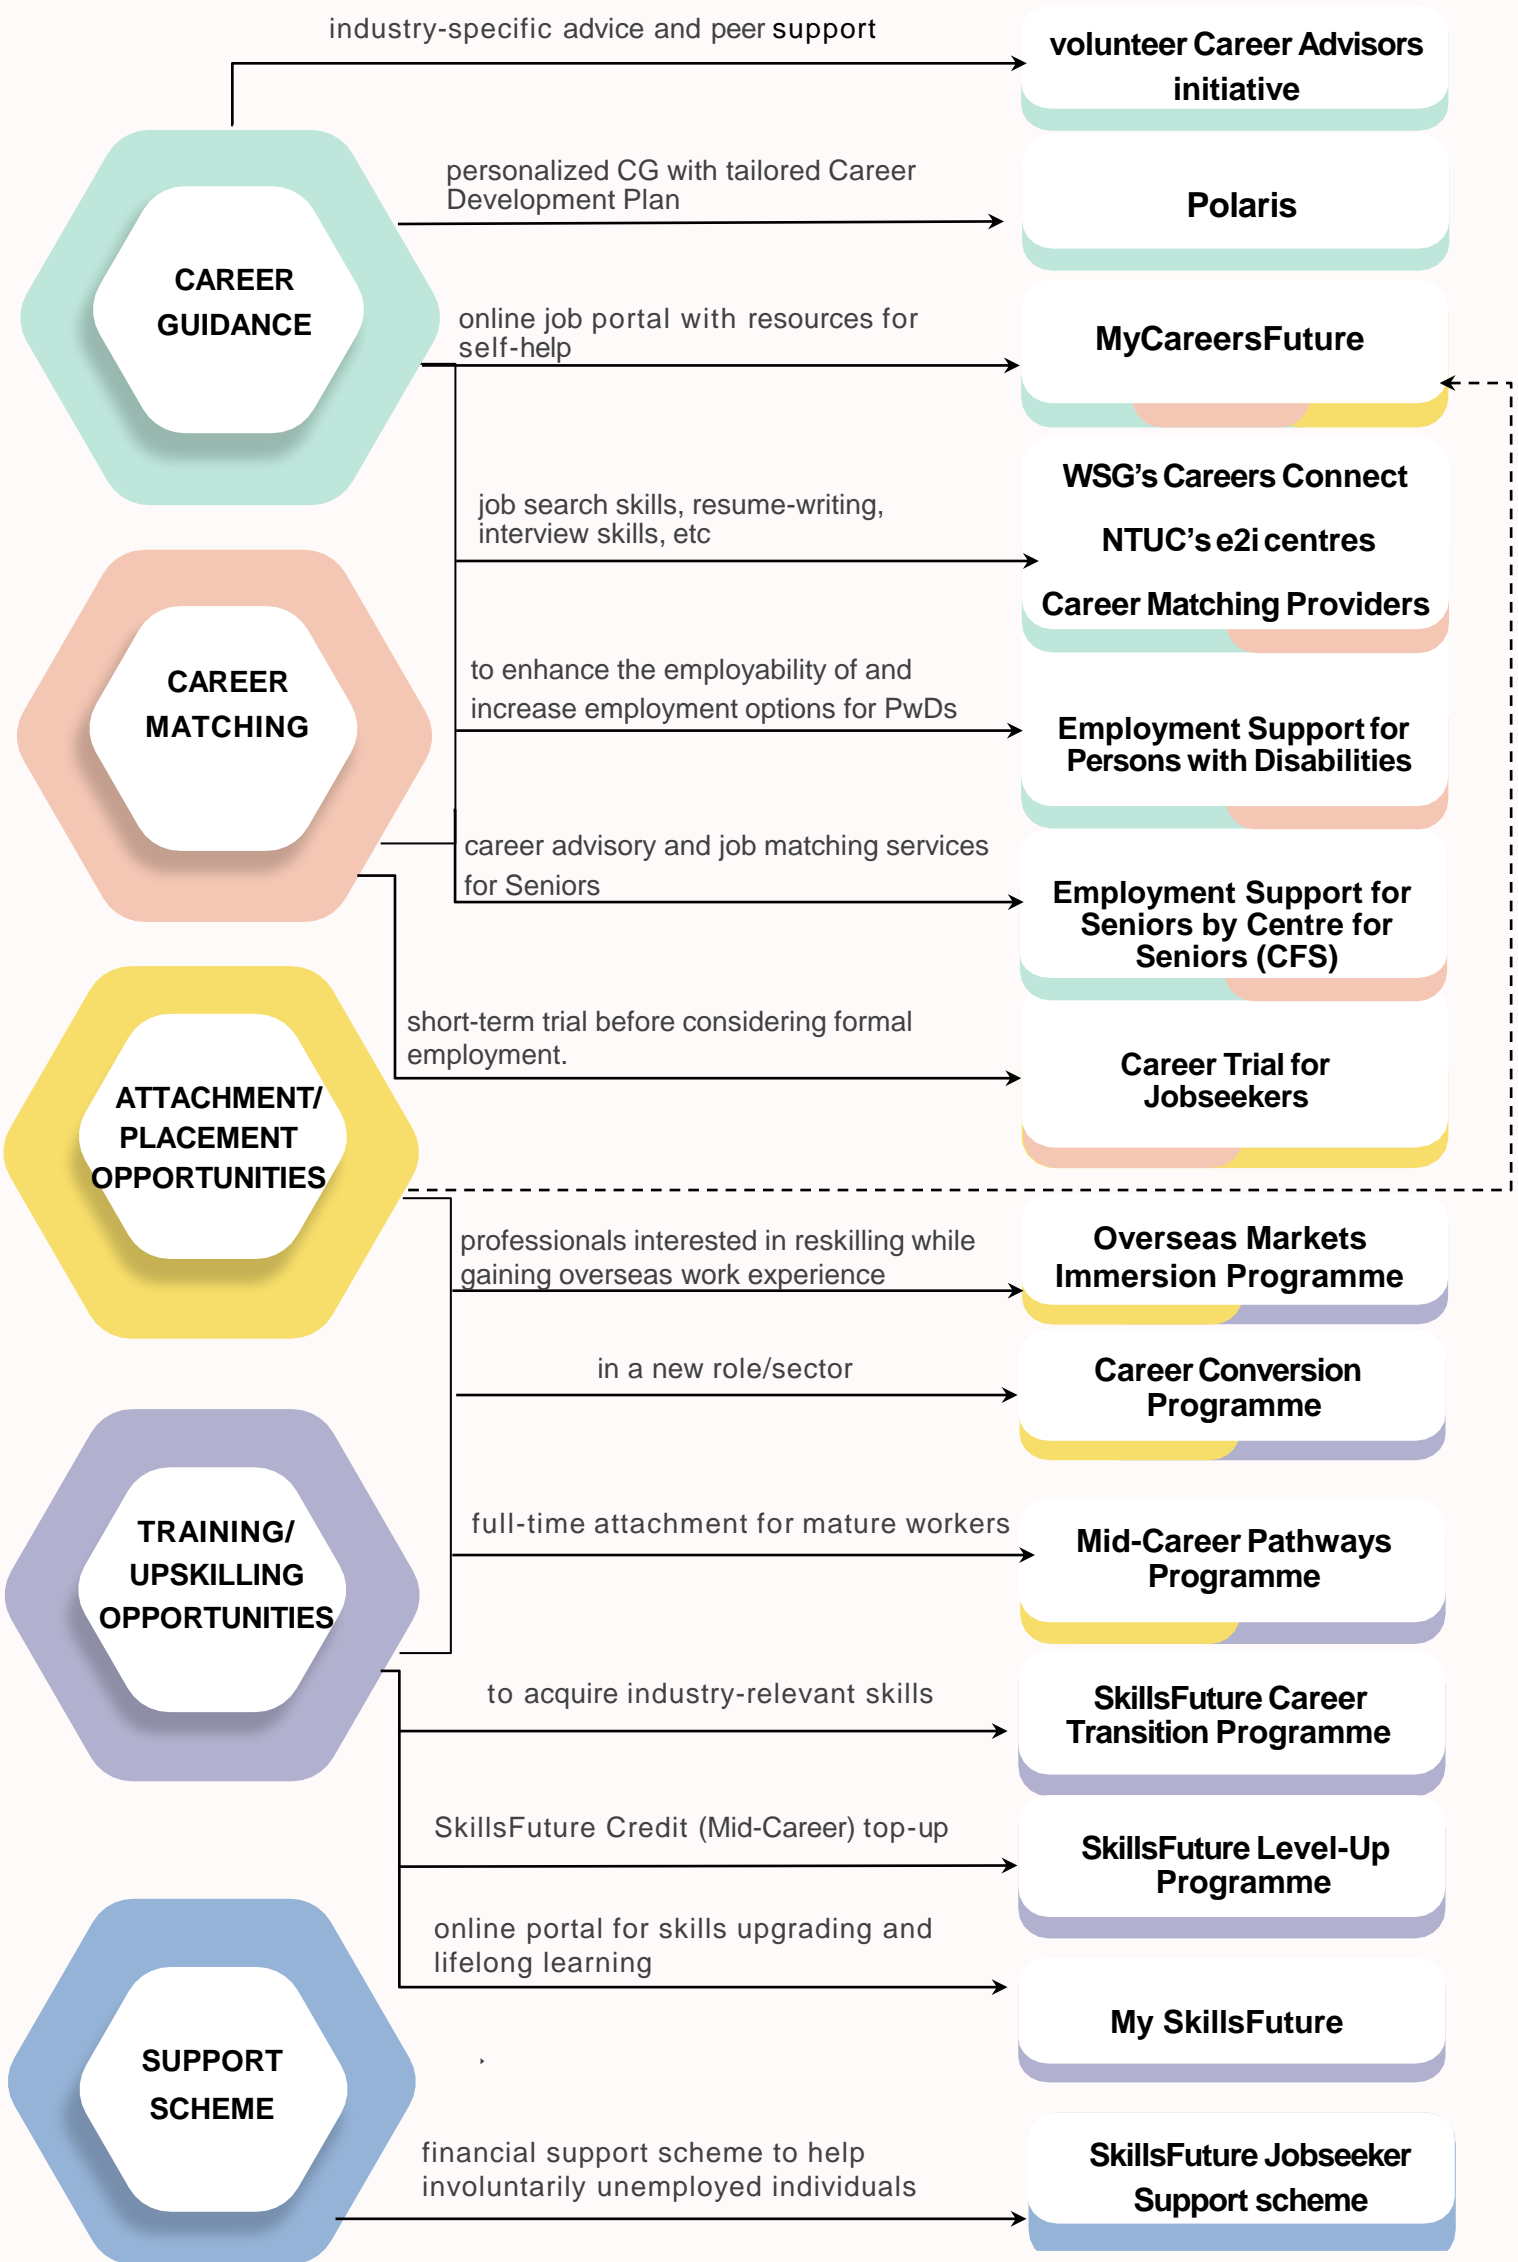 industry-specific advice and peer support
volunteer Career Advisors
initiative
personalized CG with tailored Career
Development Plan
Polaris
CAREER
GUIDANCE
online job portal with resources for
self-help
MyCareersFuture
job search skills, resume-writing,
interview skills, etc
WSG's Careers Connect
NTUC's e2i centres
Career Matching Providers
CAREER
MATCHING
to enhance the employability of and
increase employment options for PwDs
Employment Support for
Persons with Disabilities
career advisory and job matching services
for Seniors
Employment Support for
Seniors by Centre for
Seniors (CFS)
short-term trial before considering formal
employment.
Career Trial for
Jobseekers
ATTACHMENT/
PLACEMENT
OPPORTUNITIES
professionals interested in reskilling while
gaining overseas work experience
Overseas Markets
Immersion Programme
in a new role/sector
Career Conversion
Programme
TRAINING/
UPSKILLING
OPPORTUNITIES
full-time attachment for mature workers
Mid-Career Pathways
Programme
to acquire industry-relevant skills
SkillsFuture Career
Transition Programme
SkillsFuture Credit (Mid-Career) top-up
SkillsFuture Level-Up
Programme
online portal for skills upgrading and
lifelong learning
My SkillsFuture
SUPPORT
SCHEME
financial support scheme to help
involuntarily unemployed individuals
SkillsFuture Jobseeker
Support scheme